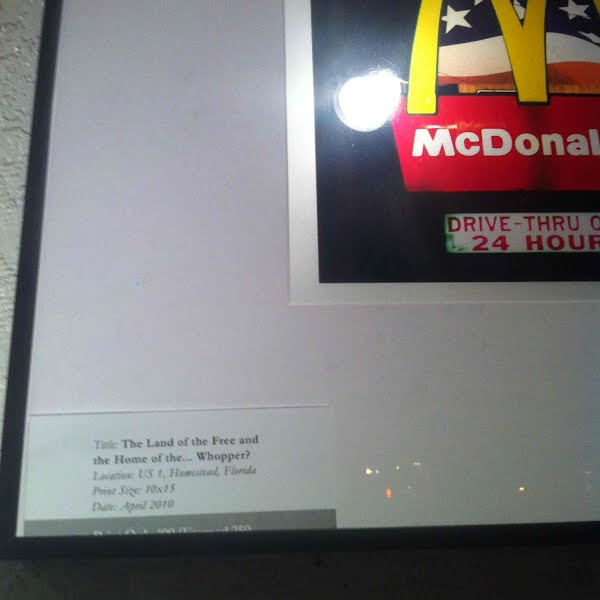 McDonal
DRIVE-THRU O
24 HOUR
Title: The Land of the Free and
the Home of the... Whopper?
Location: US 1, Homestead, Florida
Print Size: 10x15
Date: April 2010